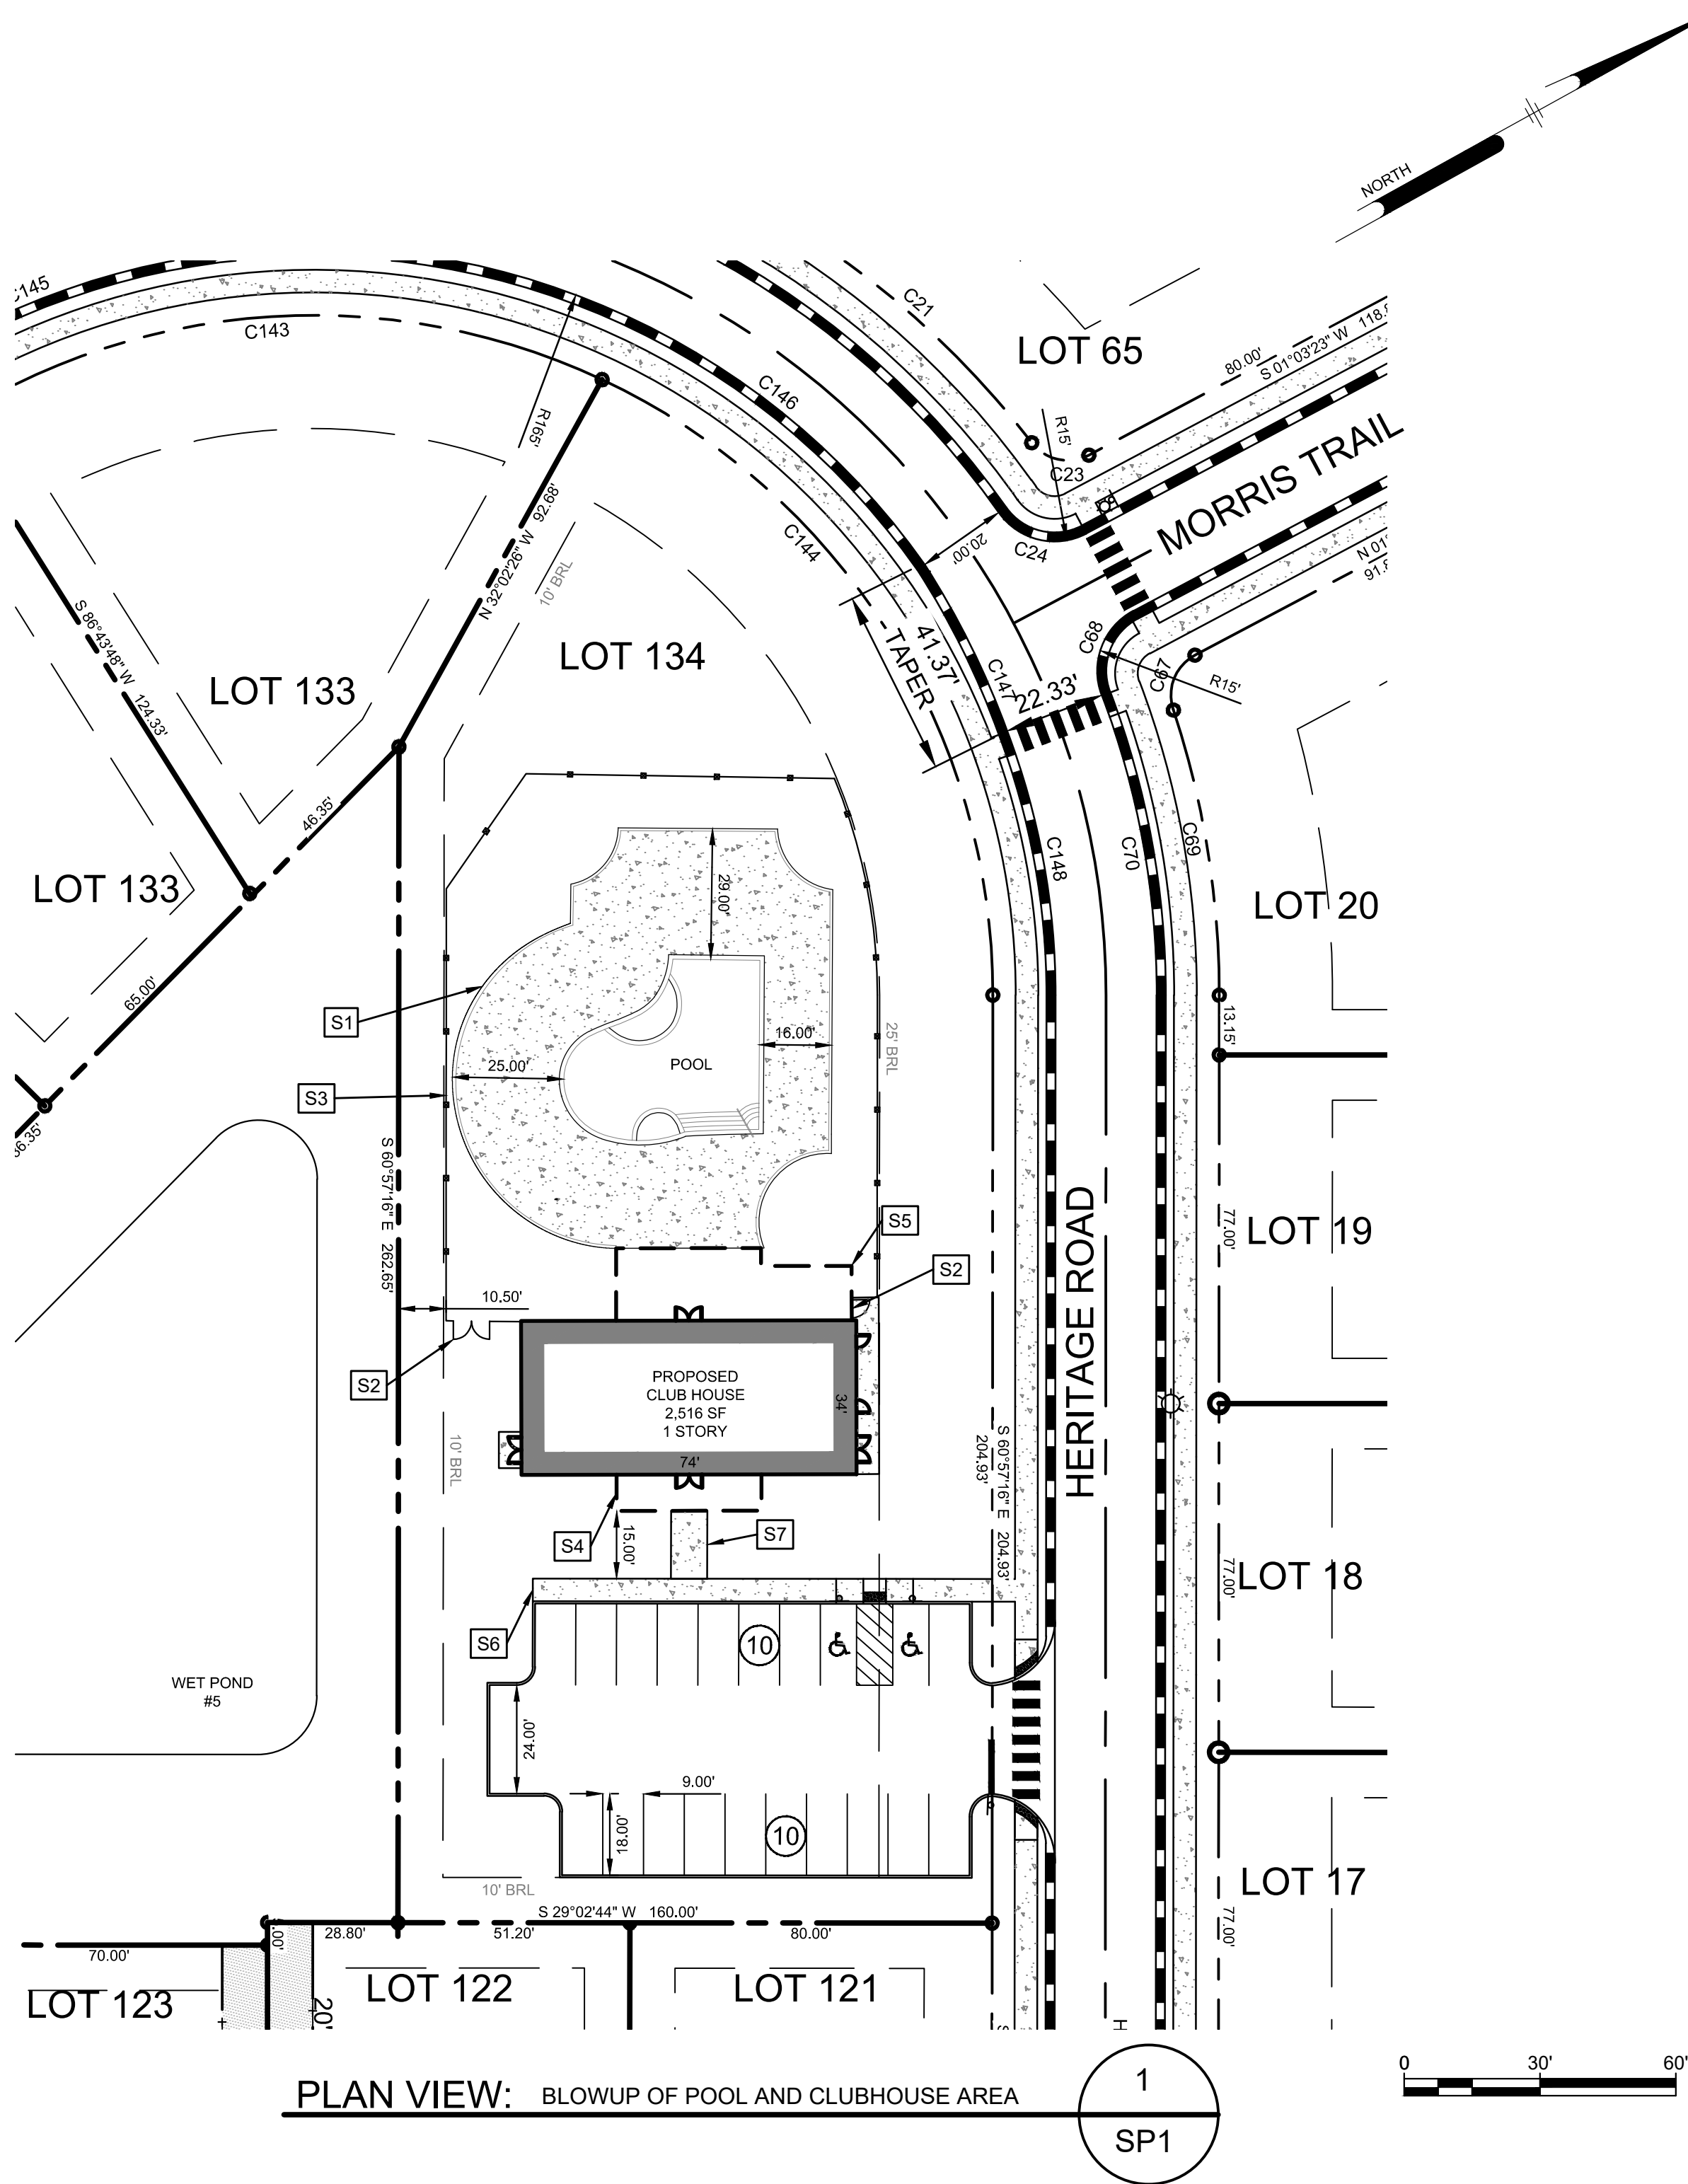 NORTH
C145
C143
C21
LOT 65
80.00'
S 01°03'23" W
R165'
C146
R15'
C23
MORRIS TRAIL
N 32°02'26" W 92.68'
10' BRL
C144
20.00'
C24
S 86°43'48" W 124.33'
LOT 133
LOT 134
41.37'
- TAPER -
C147
22.33'
C68
C67
R15'
46.35'
LOT 133
29.00'
C148
C70
C69
LOT 20
65.00'
S1
25.00'
16.00'
POOL
25' BRL
13.15'
S3
S 60°57'16" E 262.65'
S5
S2
HERITAGE ROAD
77.00'
LOT 19
10.50'
S2
PROPOSED
CLUB HOUSE
2,516 SF
1 STORY
34'
74'
10' BRL
S 60°57'16" E 204.93'
204.93'
S4
15.00'
S7
77.00'
LOT 18
S6
10
WET POND
#5
24.00'
9.00'
18.00'
10
LOT 17
77.00'
10' BRL
S 29°02'44" W 160.00'
28.80'
51.20'
80.00'
70.00'
LOT 123
20'
LOT 122
LOT 121
PLAN VIEW: BLOWUP OF POOL AND CLUBHOUSE AREA
1
SP1
0 30' 60'